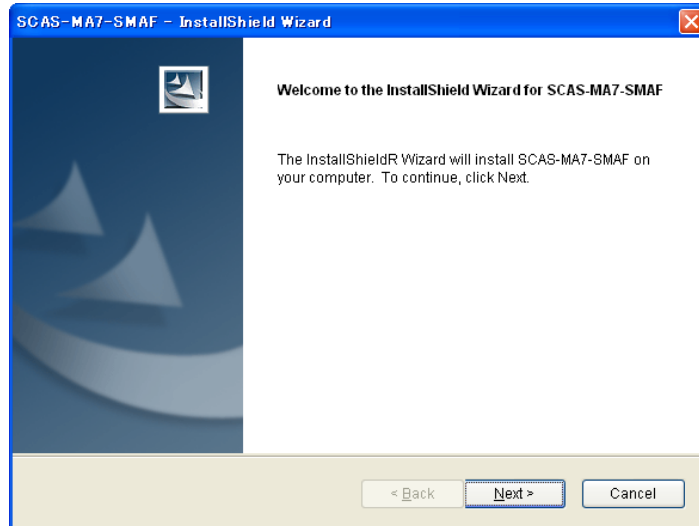 SCAS-MA7-SMAF - InstallShield Wizard
Welcome to the InstallShield Wizard for SCAS-MA7-SMAF
The InstallShieldR Wizard will install SCAS-MA7-SMAF on
your computer. To continue, click Next.
< Back
Next >
Cancel